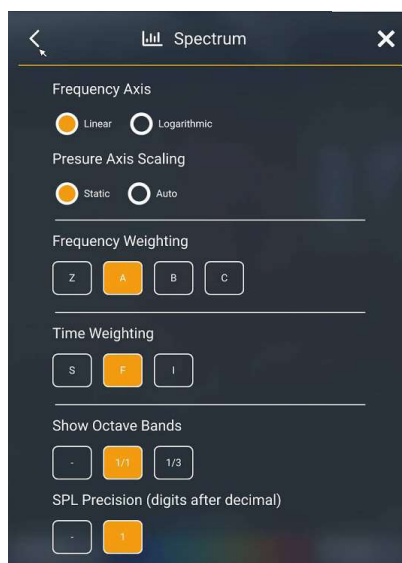 Spectrum
Frequency Axis
Linear Logarithmic
Presure Axis Scaling
Static Auto
Frequency Weighting
Z A B C
Time Weighting
S F I
Show Octave Bands
- 1/1 1/3
SPL Precision (digits after decimal)
- 1